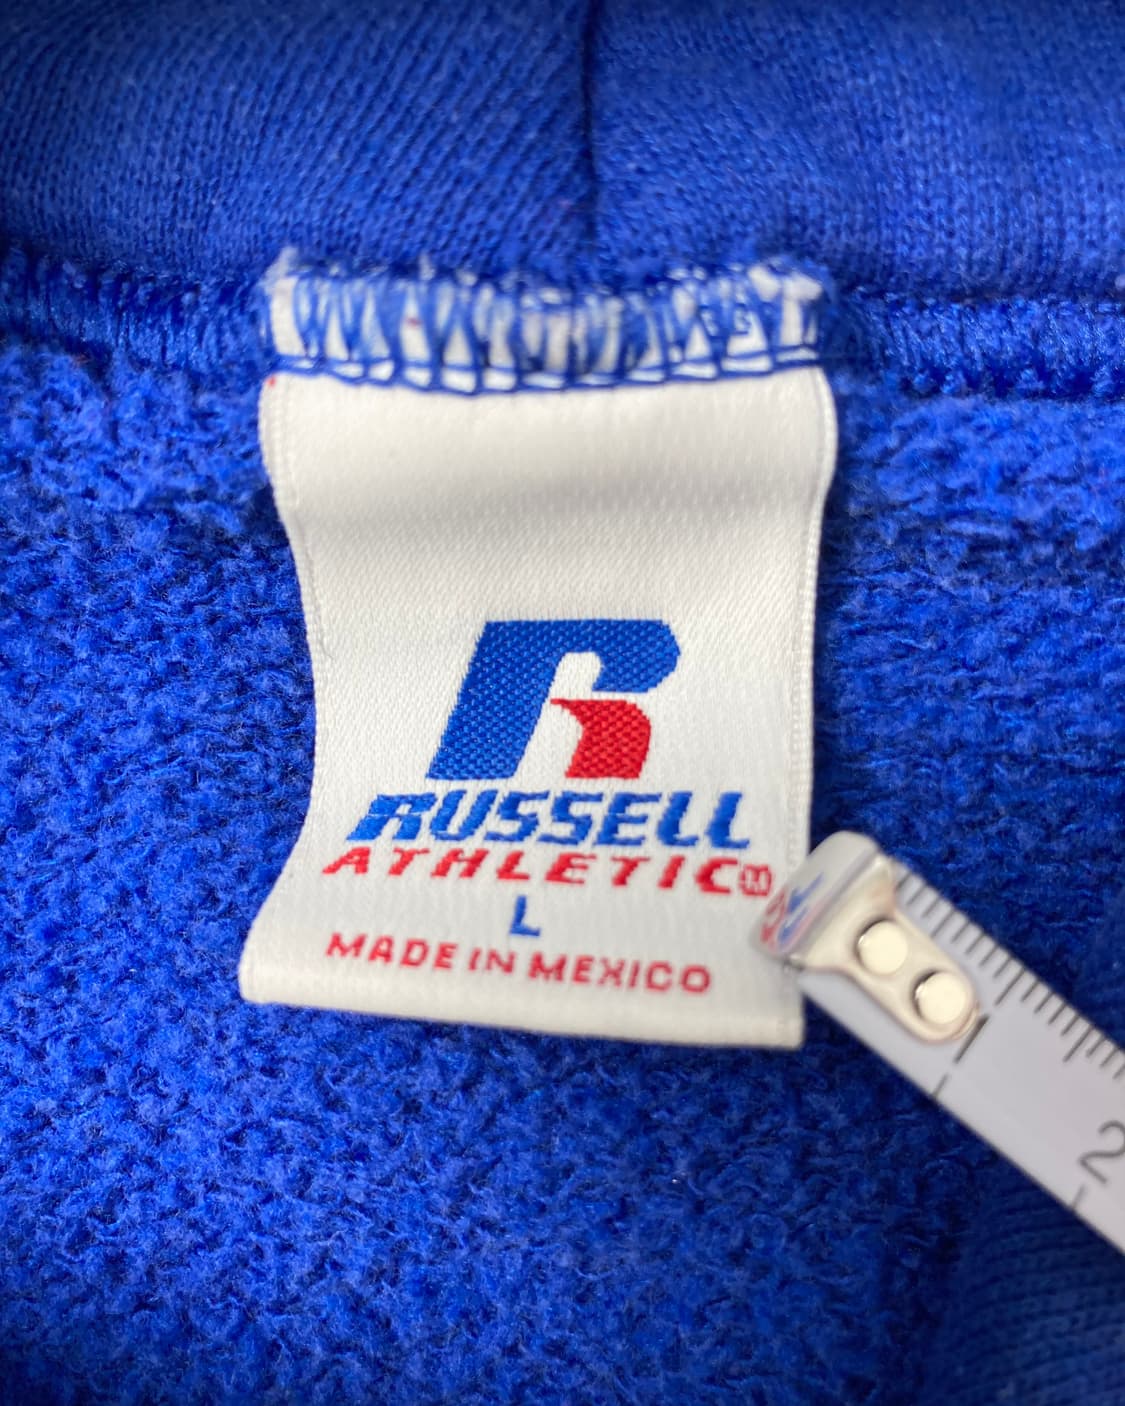 RUSSELL
ATHLETIC®
L
MADE IN MEXICO
1
2